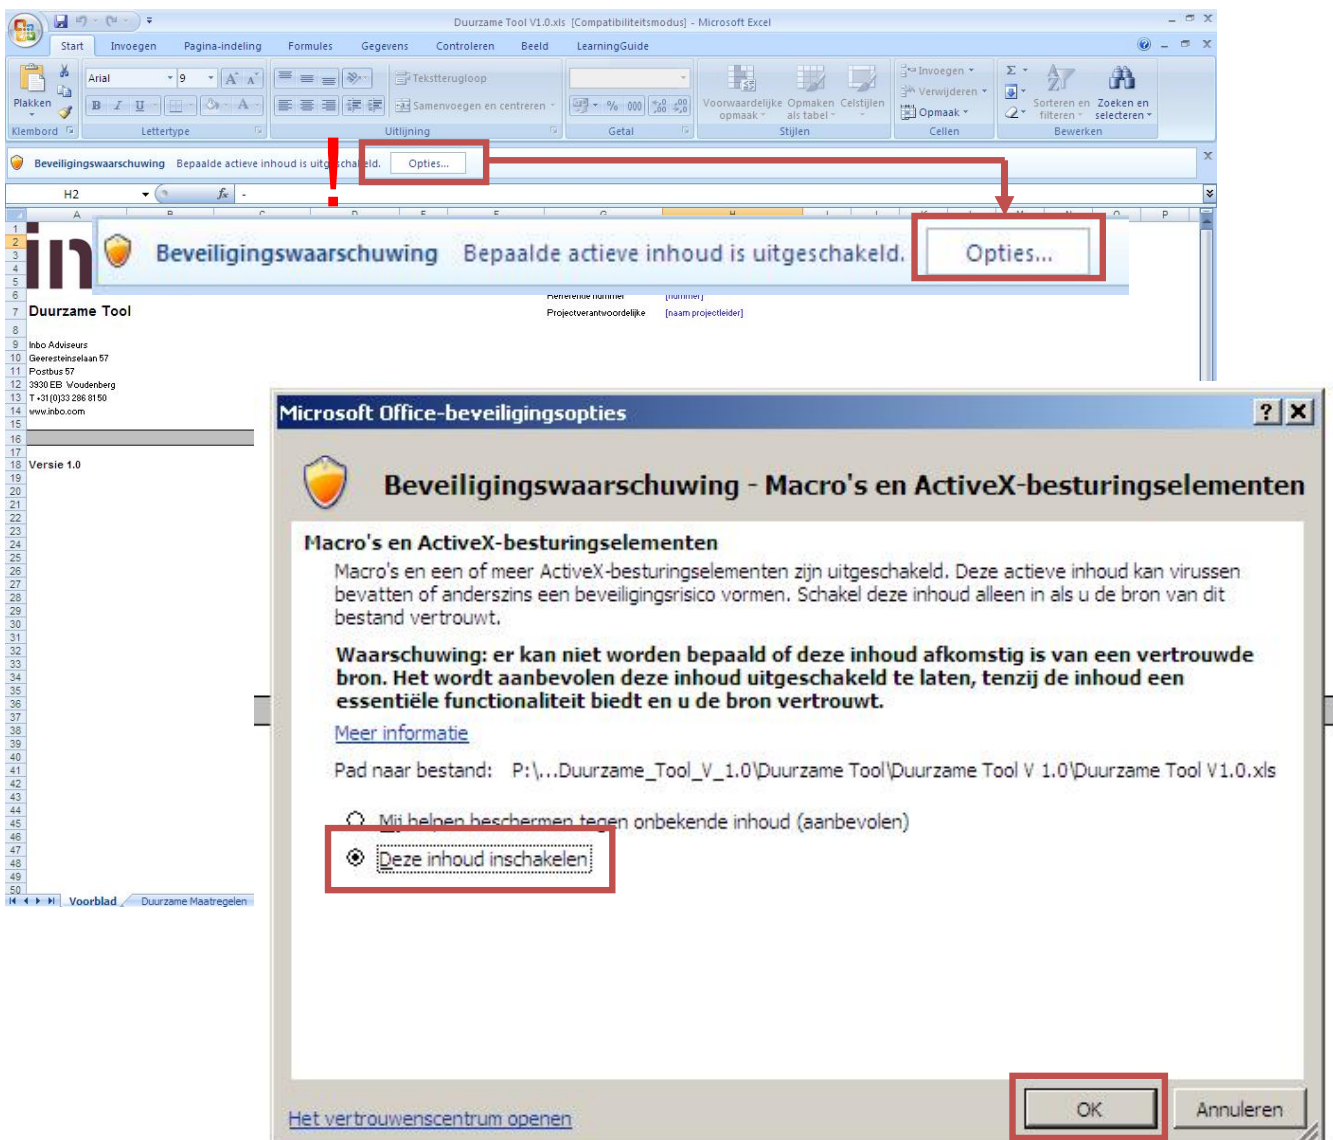 Duurzame Tool V1.0.xls [Compatibiliteitsmodus] - Microsoft Excel
Start Invoegen Pagina-indeling Formules Gegevens Controleren Beeld LearningGuide
Plakken
Klembord
Arial 9
B I U
Lettertype
Tekstterugloop
Samenvoegen en centreren
Uitlijning
% 000
Getal
Voorwaardelijke opmaak
Opmaken als tabel
Celstijlen
Stijlen
Invoegen
Verwijderen
Opmaak
Cellen
Sorteren en filteren
Zoeken en selecteren
Bewerken
Beveiligingswaarschuwing Bepaalde actieve inhoud is uitgeschakeld. Opties...
!
H2 fx -
Beveiligingswaarschuwing Bepaalde actieve inhoud is uitgeschakeld. Opties...
in
Referentie nummer [nummer]
Duurzame Tool
Projectverantwoordelijke [naam projectleider]
Inbo Adviseurs
Geeresteinselaan 57
Postbus 57
3930 EB Woudenberg
T +31 (0)33 286 81 50
www.inbo.com
Versie 1.0
Voorblad Duurzame Maatregelen
Microsoft Office-beveiligingsopties
Beveiligingswaarschuwing - Macro's en ActiveX-besturingselementen
Macro's en ActiveX-besturingselementen
Macro's en een of meer ActiveX-besturingselementen zijn uitgeschakeld. Deze actieve inhoud kan virussen
bevatten of anderszins een beveiligingsrisico vormen. Schakel deze inhoud alleen in als u de bron van dit
bestand vertrouwt.
Waarschuwing: er kan niet worden bepaald of deze inhoud afkomstig is van een vertrouwde
bron. Het wordt aanbevolen deze inhoud uitgeschakeld te laten, tenzij de inhoud een
essentiële functionaliteit biedt en u de bron vertrouwt.
Meer informatie
Pad naar bestand: P:\...Duurzame_Tool_V_1.0\Duurzame Tool\Duurzame Tool V 1.0\Duurzame Tool V1.0.xls
Mij helpen beschermen tegen onbekende inhoud (aanbevolen)
Deze inhoud inschakelen
Het vertrouwenscentrum openen
OK Annuleren